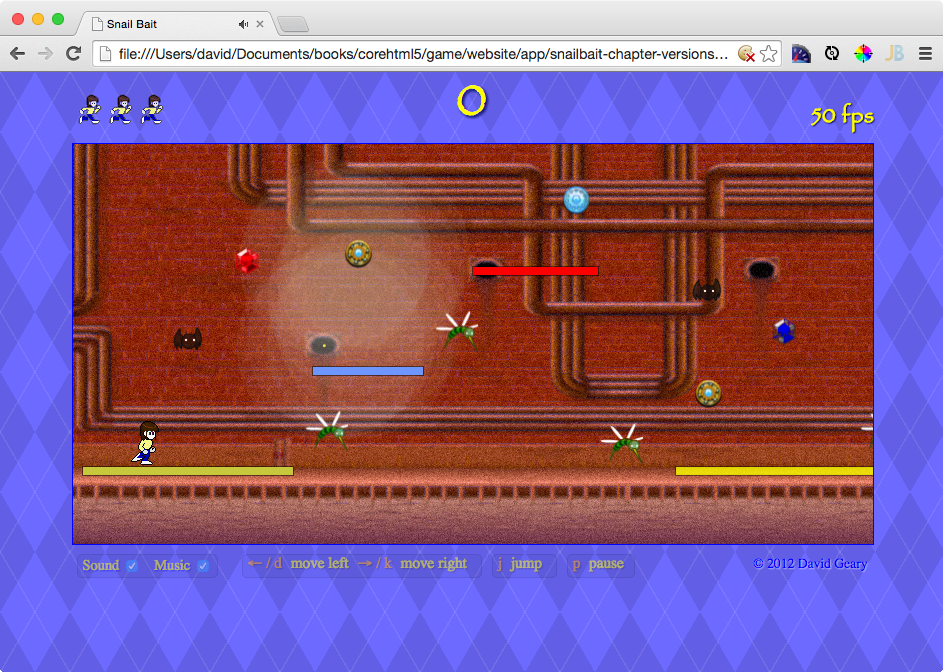 Snail Bait
file:///Users/david/Documents/books/corehtml5/game/website/app/snailbait-chapter-versions...
JB
0
50 fps
Sound Music ← / d move left → / k move right j jump p pause © 2012 David Geary